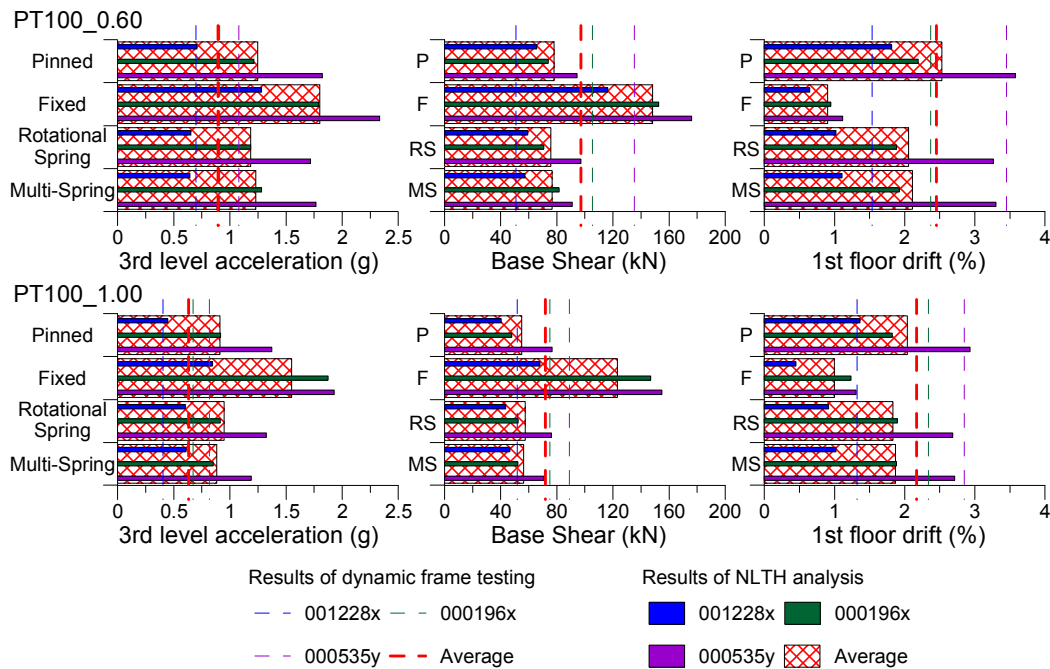 PT100_0.60
Pinned
Fixed
Rotational
Spring
Multi-Spring
0 0.5 1 1.5 2 2.5
3rd level acceleration (g)
P
F
RS
MS
0 40 80 120 160 200
Base Shear (kN)
P
F
RS
MS
0 1 2 3 4
1st floor drift (%)
PT100_1.00
Pinned
Fixed
Rotational
Spring
Multi-Spring
0 0.5 1 1.5 2 2.5
3rd level acceleration (g)
P
F
RS
MS
0 40 80 120 160 200
Base Shear (kN)
P
F
RS
MS
0 1 2 3 4
1st floor drift (%)
Results of dynamic frame testing
001228x 000196x
000535y Average
Results of NLTH analysis
001228x 000196x
000535y Average